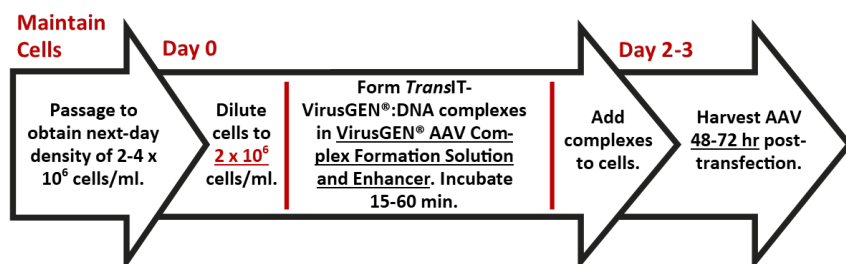 Maintain
Cells
Passage to
obtain next-day
density of 2-4 x
10⁶ cells/ml.
Day 0
Dilute
cells to
2 x 10⁶
cells/ml.
Form TransIT-
VirusGEN®:DNA complexes
in VirusGEN® AAV Com-
plex Formation Solution
and Enhancer. Incubate
15-60 min.
Add
complexes
to cells.
Day 2-3
Harvest AAV
48-72 hr post-
transfection.